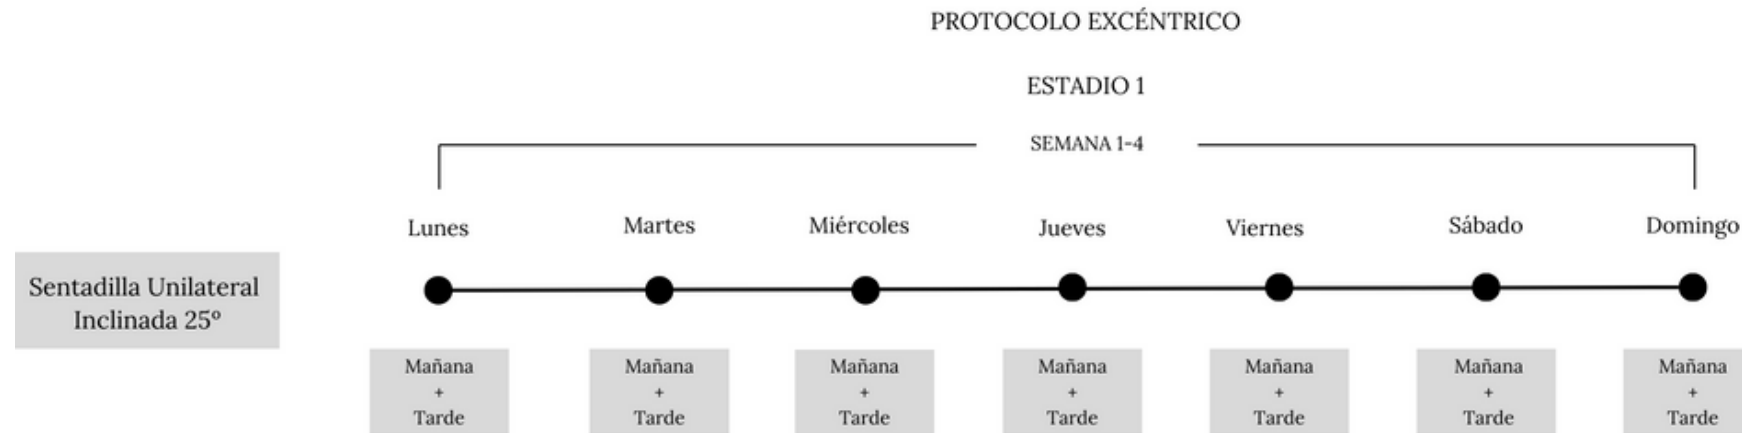 PROTOCOLO EXCÉNTRICO
ESTADIO 1
SEMANA 1-4
Lunes
Martes
Miércoles
Jueves
Viernes
Sábado
Domingo
Sentadilla Unilateral
Inclinada 25º
Mañana
+
Tarde
Mañana
+
Tarde
Mañana
+
Tarde
Mañana
+
Tarde
Mañana
+
Tarde
Mañana
+
Tarde
Mañana
+
Tarde